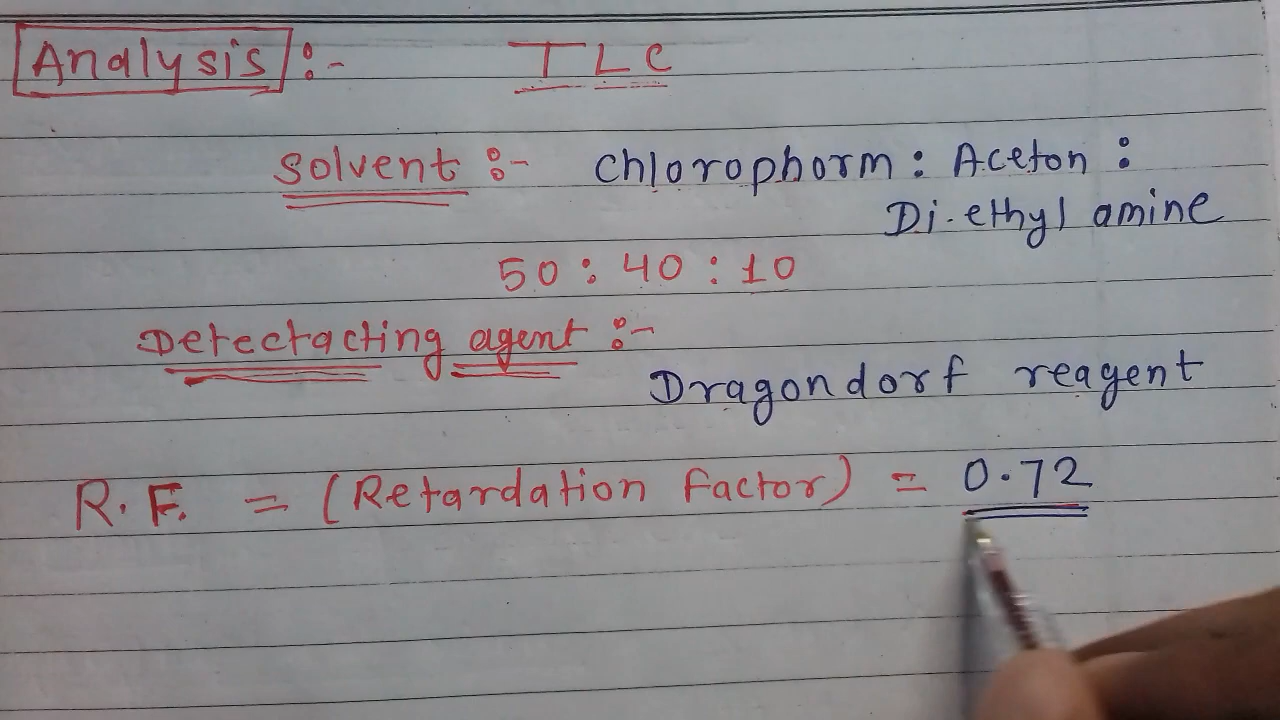 Analysis :- TLC
Solvent :- Chlorophorm : Aceton :
Di-ethyl amine
50 : 40 : 10
Detectacting agent :-
Dragondorf reagent
R.F. = (Retardation factor) = 0.72